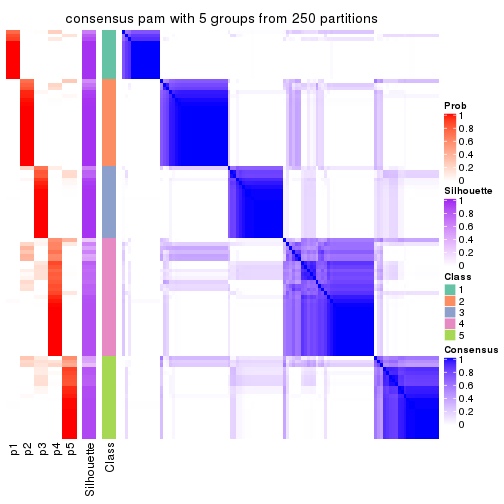 consensus pam with 5 groups from 250 partitions
Prob
1
0.8
0.6
0.4
0.2
0
Silhouette
1
0.8
0.6
0.4
0.2
0
Class
1
2
3
4
5
Consensus
1
0.8
0.6
0.4
0.2
0
p1
p2
p3
p4
p5
Silhouette
Class